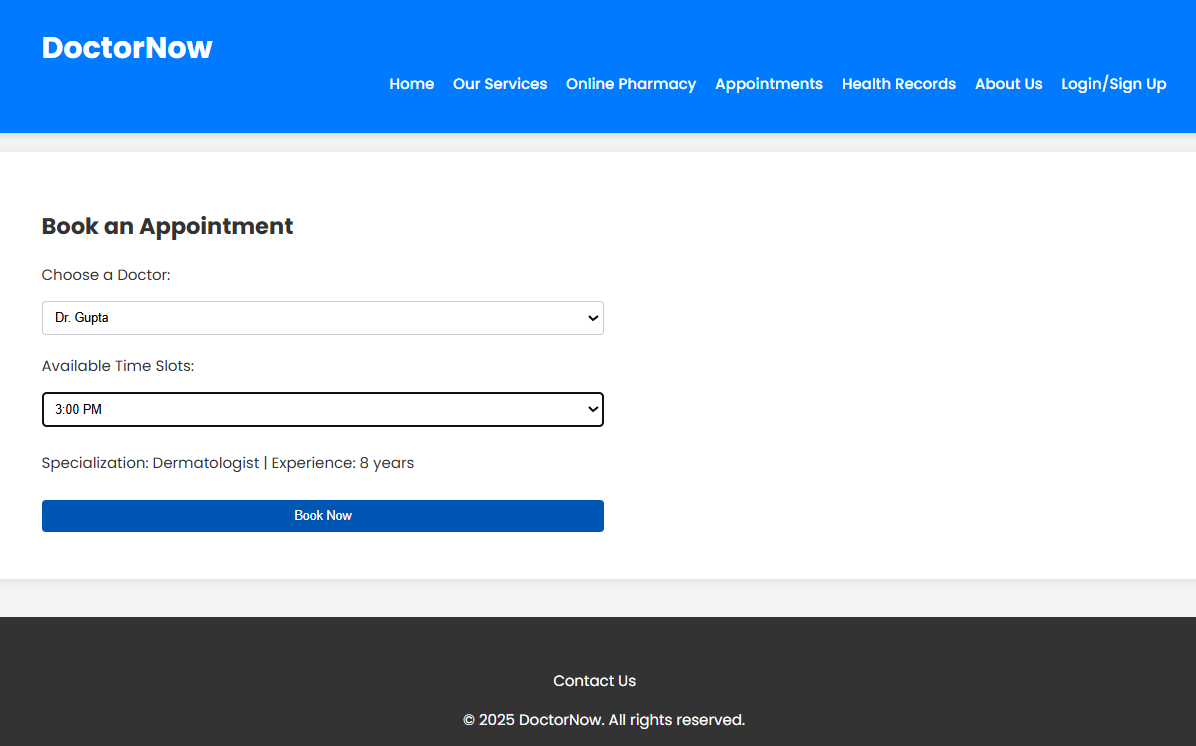 DoctorNow
Home Our Services Online Pharmacy Appointments Health Records About Us Login/Sign Up
Book an Appointment
Choose a Doctor:
Dr. Gupta
Available Time Slots:
3:00 PM
Specialization: Dermatologist | Experience: 8 years
Book Now
Contact Us
© 2025 DoctorNow. All rights reserved.